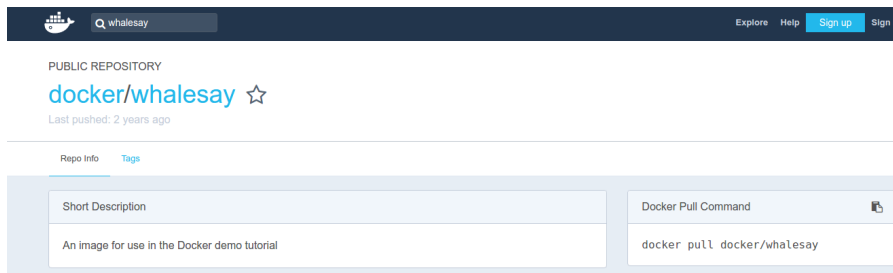 whalesay
Explore Help Sign up Sign
PUBLIC REPOSITORY
docker/whalesay
Last pushed: 2 years ago
Repo Info Tags
Short Description
An image for use in the Docker demo tutorial
Docker Pull Command
docker pull docker/whalesay